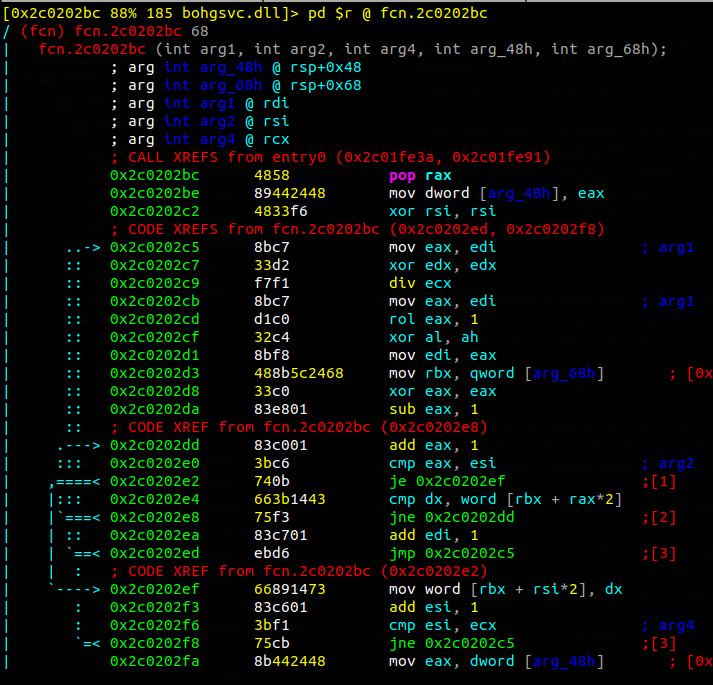 [0x2c0202bc 88% 185 bohgsvc.dll]> pd $r @ fcn.2c0202bc
/ (fcn) fcn.2c0202bc 68
|   fcn.2c0202bc (int arg1, int arg2, int arg4, int arg_48h, int arg_68h);
|            ; arg int arg_48h @ rsp+0x48
|            ; arg int arg_68h @ rsp+0x68
|            ; arg int arg1 @ rdi
|            ; arg int arg2 @ rsi
|            ; arg int arg4 @ rcx
|            ; CALL XREFS from entry0 (0x2c01fe3a, 0x2c01fe91)
|            0x2c0202bc      4858           pop rax
|            0x2c0202be      89442448       mov dword [arg_48h], eax
|            0x2c0202c2      4833f6         xor rsi, rsi
|            ; CODE XREFS from fcn.2c0202bc (0x2c0202ed, 0x2c0202f8)
|      ..-> 0x2c0202c5      8bc7           mov eax, edi                ; arg1
|      ::   0x2c0202c7      33d2           xor edx, edx
|      ::   0x2c0202c9      f7f1           div ecx
|      ::   0x2c0202cb      8bc7           mov eax, edi                ; arg1
|      ::   0x2c0202cd      d1c0           rol eax, 1
|      ::   0x2c0202cf      32c4           xor al, ah
|      ::   0x2c0202d1      8bf8           mov edi, eax
|      ::   0x2c0202d3      488b5c2468     mov rbx, qword [arg_68h]       ; [0x
|      ::   0x2c0202d8      33c0           xor eax, eax
|      ::   0x2c0202da      83e801         sub eax, 1
|      ::   ; CODE XREF from fcn.2c0202bc (0x2c0202e8)
|     .---> 0x2c0202dd      83c001         add eax, 1
|     :::   0x2c0202e0      3bc6           cmp eax, esi                ; arg2
|    ,====< 0x2c0202e2      740b           je 0x2c0202ef               ;[1]
|    |:::   0x2c0202e4      663b1443       cmp dx, word [rbx + rax*2]
|    |`===< 0x2c0202e8      75f3           jne 0x2c0202dd              ;[2]
|    | ::   0x2c0202ea      83c701         add edi, 1
|    | `==< 0x2c0202ed      ebd6           jmp 0x2c0202c5              ;[3]
|    |  :   ; CODE XREF from fcn.2c0202bc (0x2c0202e2)
|    `----> 0x2c0202ef      66891473       mov word [rbx + rsi*2], dx
|       :   0x2c0202f3      83c601         add esi, 1
|       :   0x2c0202f6      3bf1           cmp esi, ecx                ; arg4
|       `=< 0x2c0202f8      75cb           jne 0x2c0202c5              ;[3]
|            0x2c0202fa      8b442448       mov eax, dword [arg_48h]       ; [0x